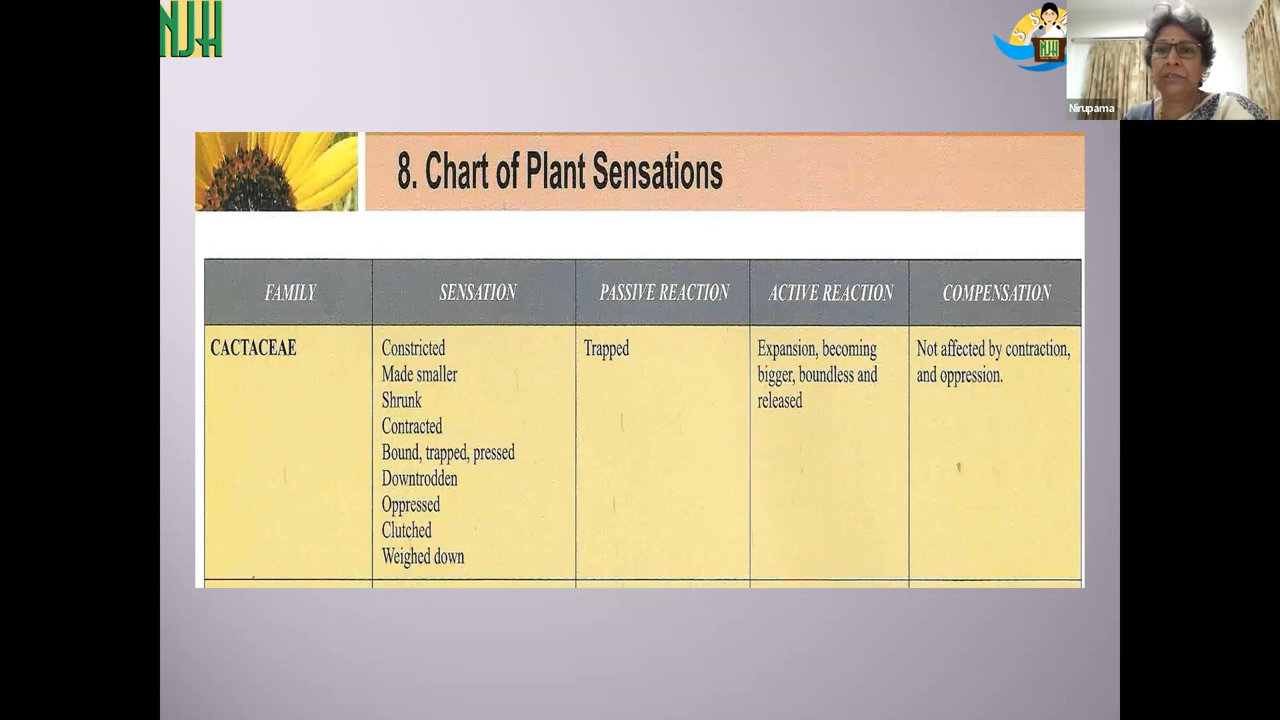 NJH
S
S
NJH
Nirupama
8. Chart of Plant Sensations
FAMILY SENSATION PASSIVE REACTION ACTIVE REACTION COMPENSATION
CACTACEAE
Constricted
Made smaller
Shrunk
Contracted
Bound, trapped, pressed
Downtrodden
Oppressed
Clutched
Weighed down
Trapped
Expansion, becoming
bigger, boundless and
released
Not affected by contraction,
and oppression.